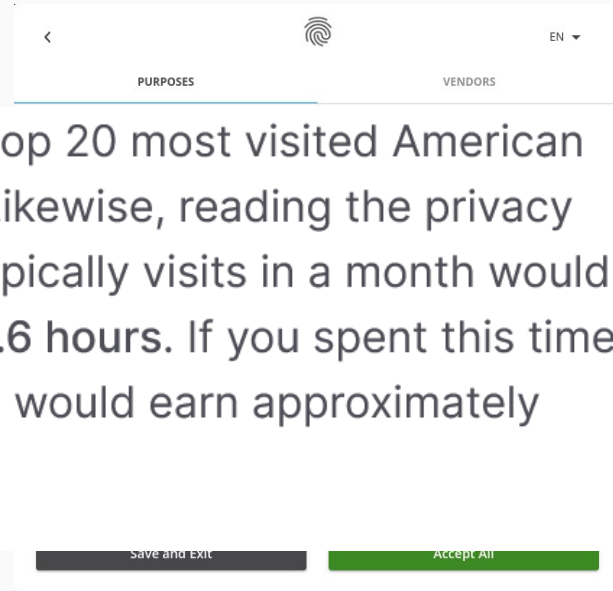 EN
PURPOSES VENDORS
op 20 most visited American
ikewise, reading the privacy
pically visits in a month would
.6 hours. If you spent this time
would earn approximately
Save and Exit Accept All